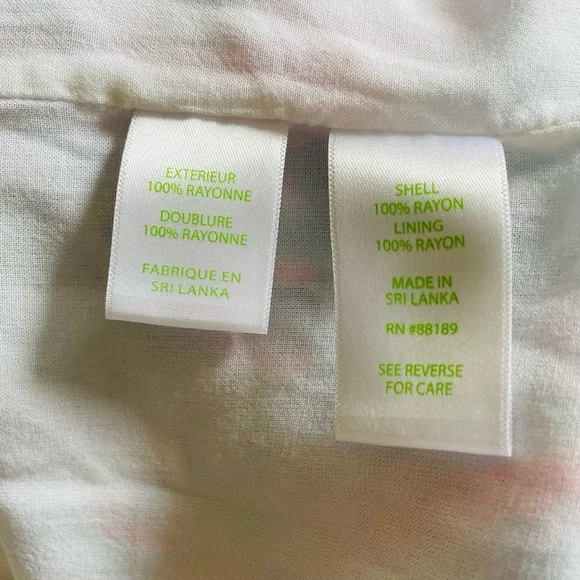 EXTERIEUR
100% RAYONNE
DOUBLURE
100% RAYONNE
FABRIQUE EN
SRI LANKA
SHELL
100% RAYON
LINING
100% RAYON
MADE IN
SRI LANKA
RN #88189
SEE REVERSE
FOR CARE